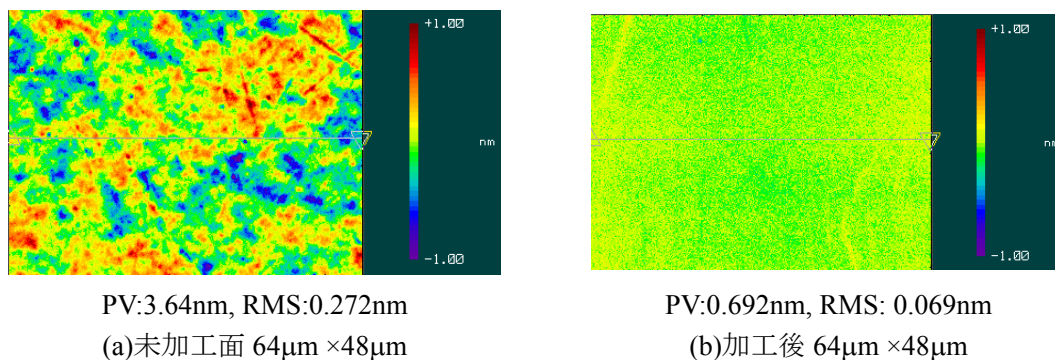 +1.00
nm
-1.00
+1.00
nm
-1.00
PV:3.64nm, RMS:0.272nm
PV:0.692nm, RMS: 0.069nm
(a)未加工面 64μm ×48μm
(b)加工後 64μm ×48μm